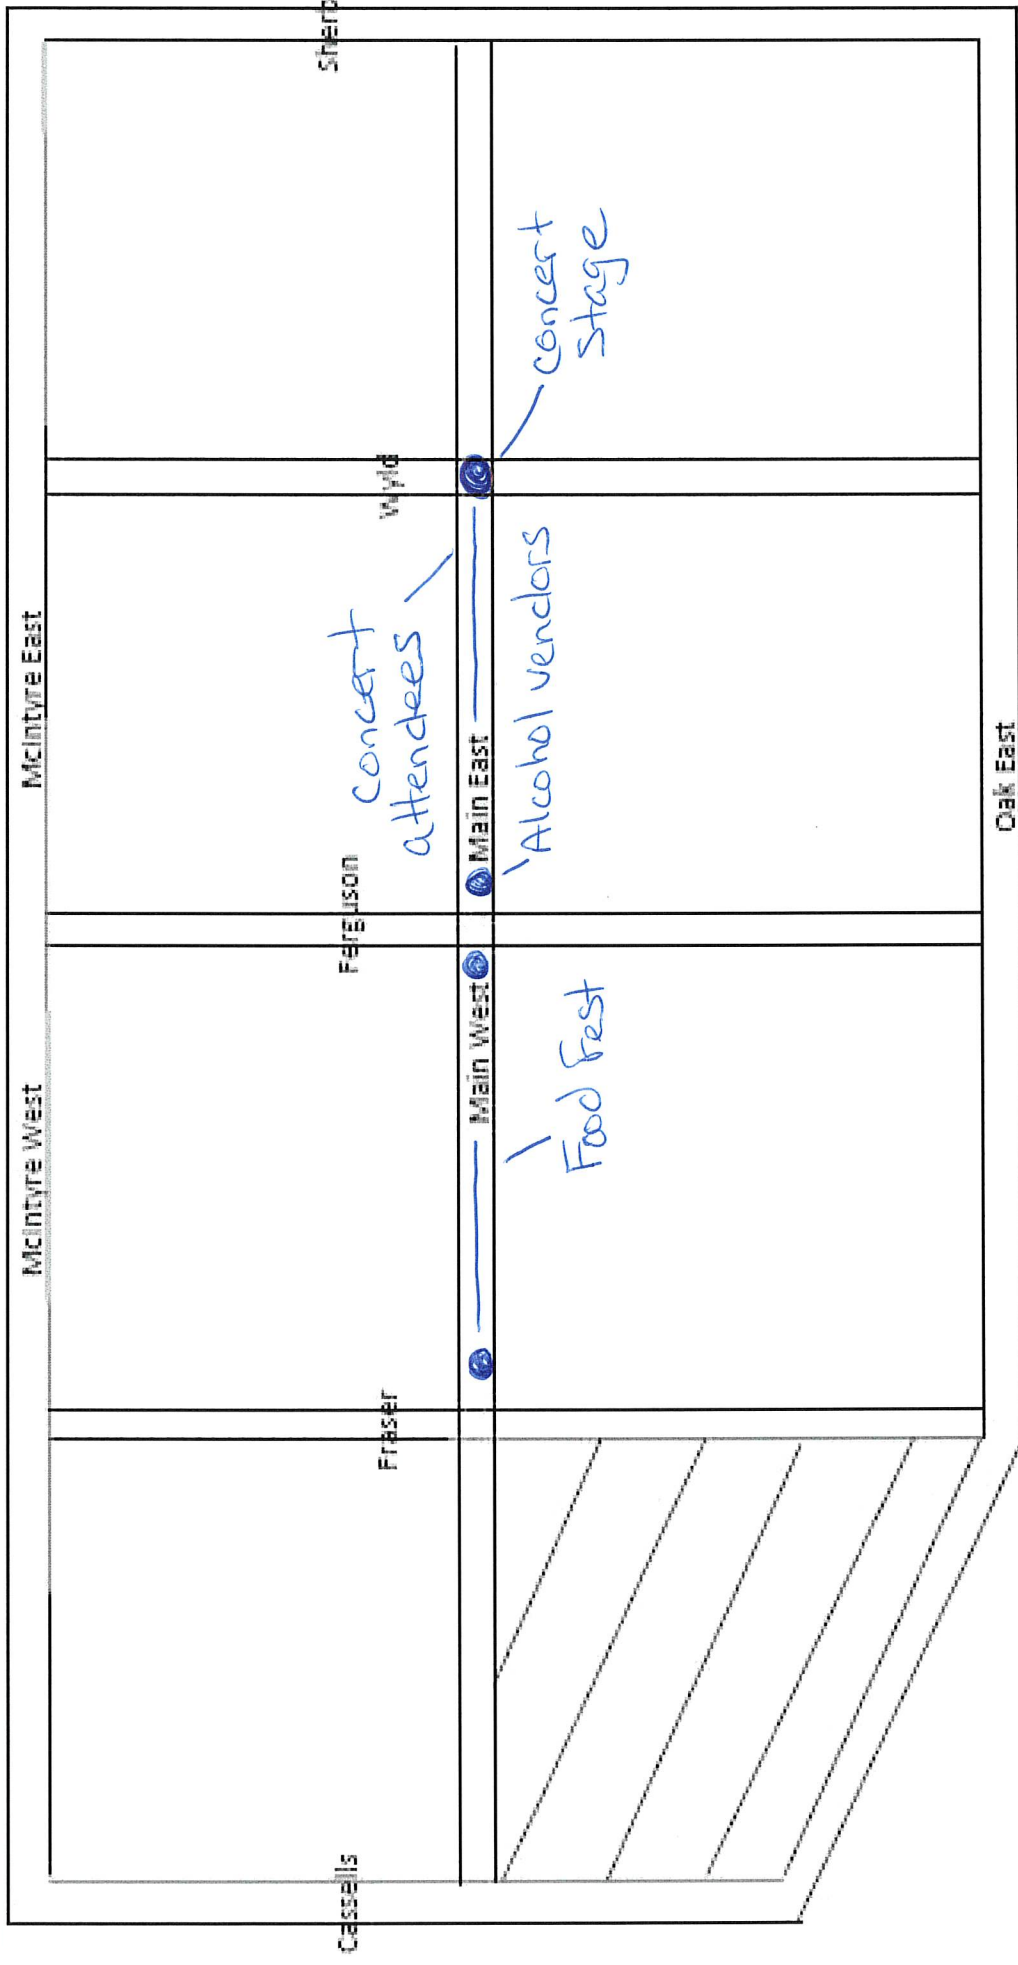 McIntyre West
McIntyre East
Cassells
Fraser
Ferguson
Wyld
Sherb
concert
attendees
Main West
Main East
Food Fest
Alcohol vendors
concert
stage
Oak East